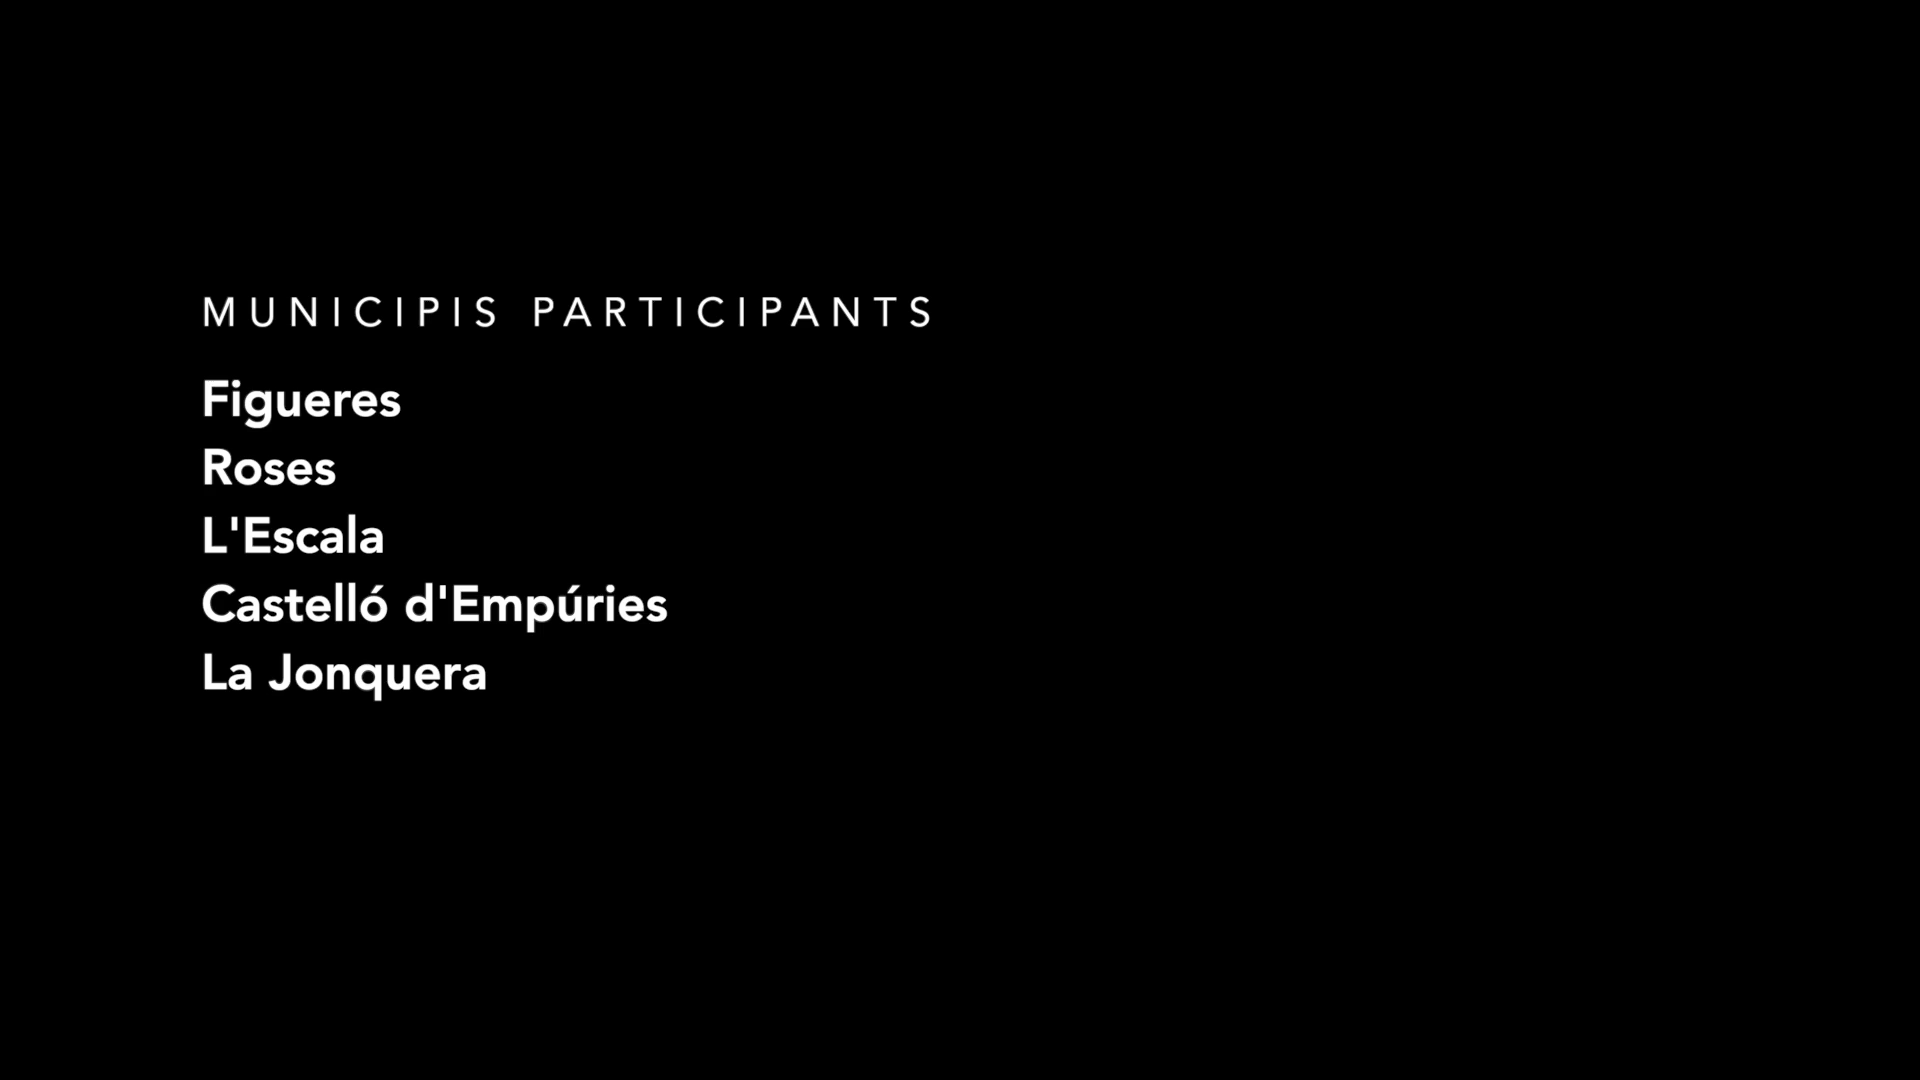 MUNICIPIS PARTICIPANTS
Figueres
Roses
L'Escala
Castelló d'Empúries
La Jonquera